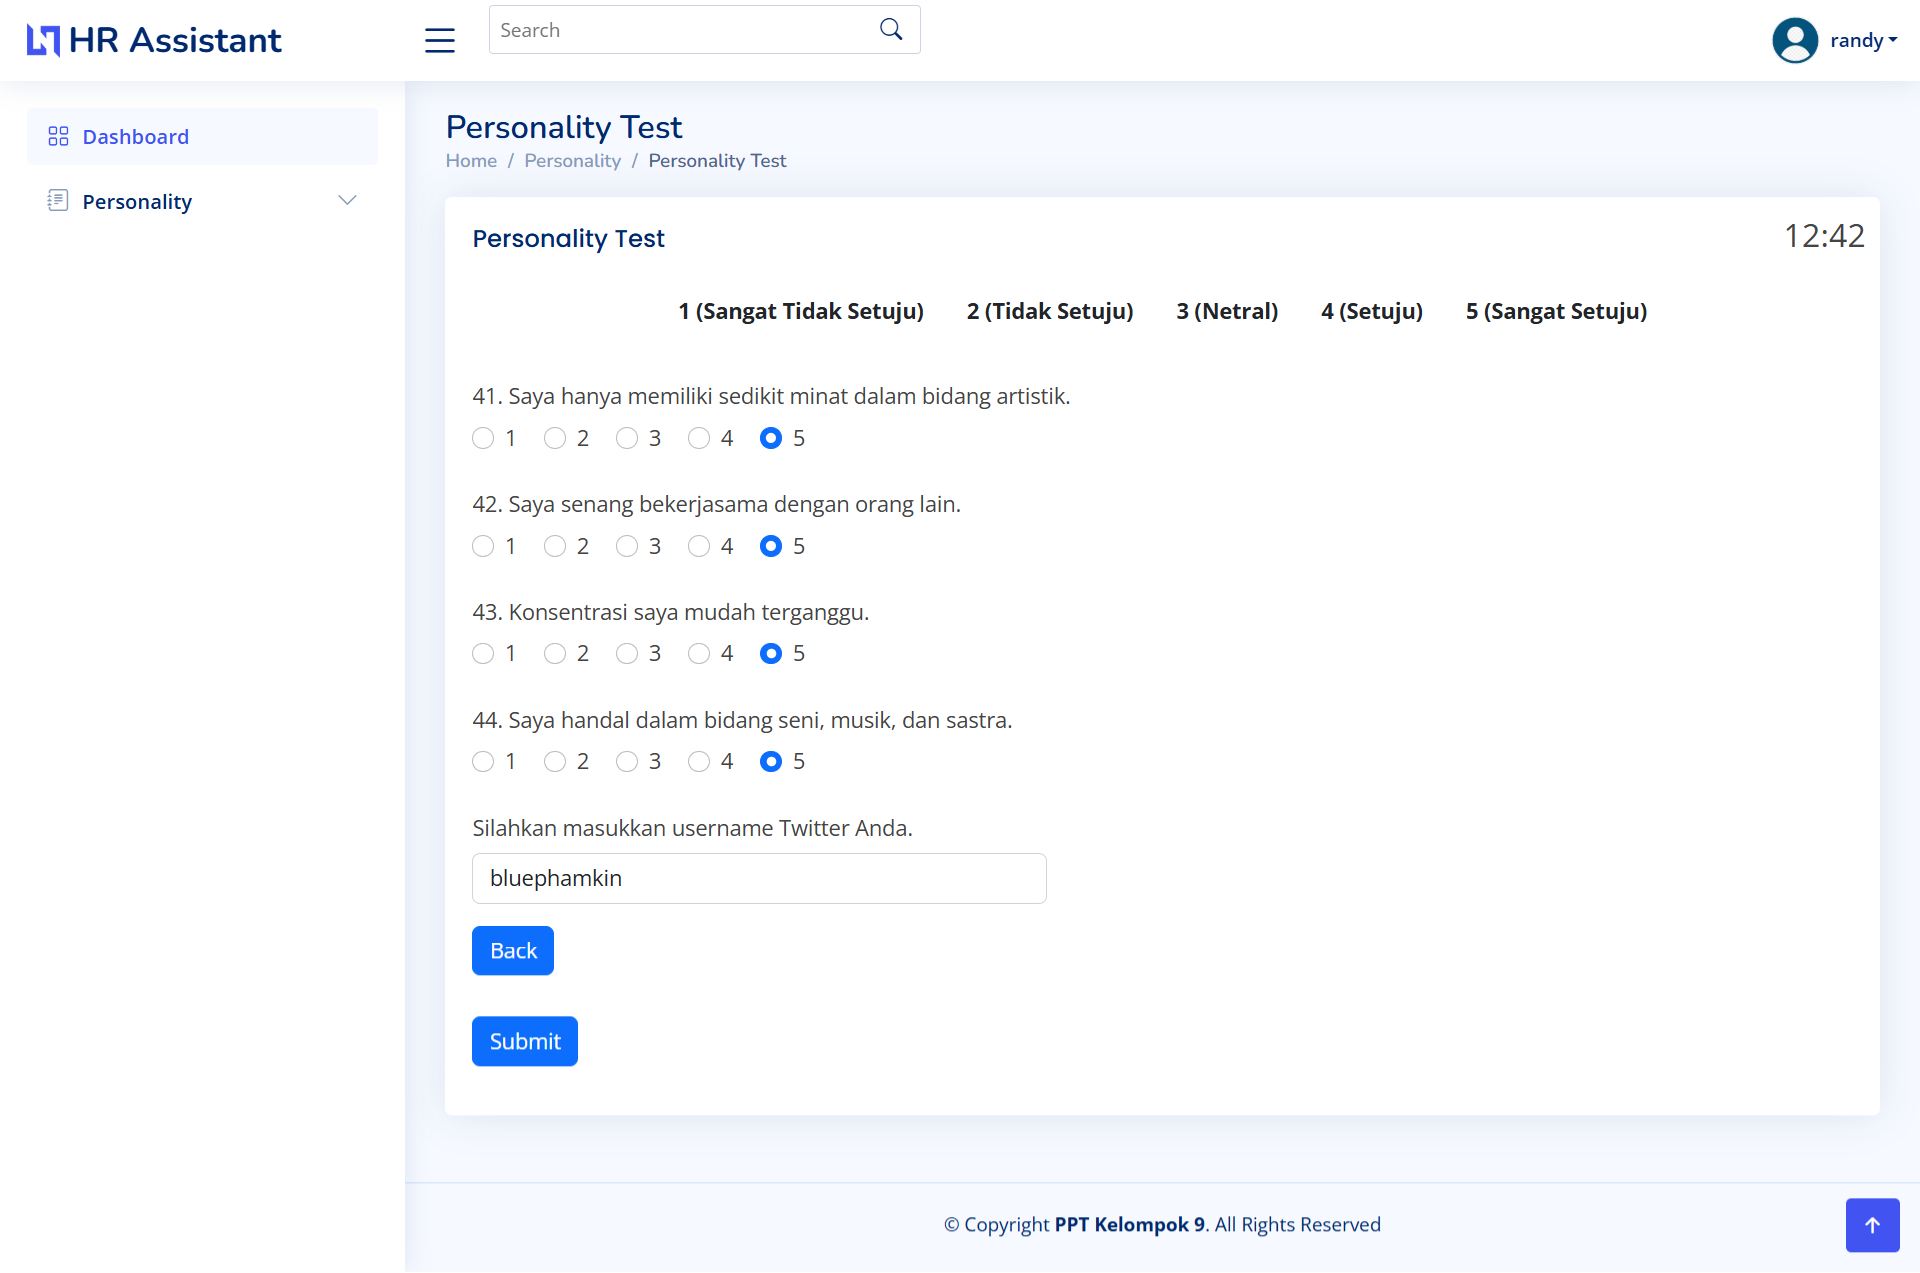 HR Assistant
Search
randy
Dashboard
Personality
Personality Test
Home / Personality / Personality Test
Personality Test
12:42
1 (Sangat Tidak Setuju) 2 (Tidak Setuju) 3 (Netral) 4 (Setuju) 5 (Sangat Setuju)
41. Saya hanya memiliki sedikit minat dalam bidang artistik.
1 2 3 4 5
42. Saya senang bekerjasama dengan orang lain.
1 2 3 4 5
43. Konsentrasi saya mudah terganggu.
1 2 3 4 5
44. Saya handal dalam bidang seni, musik, dan sastra.
1 2 3 4 5
Silahkan masukkan username Twitter Anda.
bluephamkin
Back
Submit
© Copyright PPT Kelompok 9. All Rights Reserved